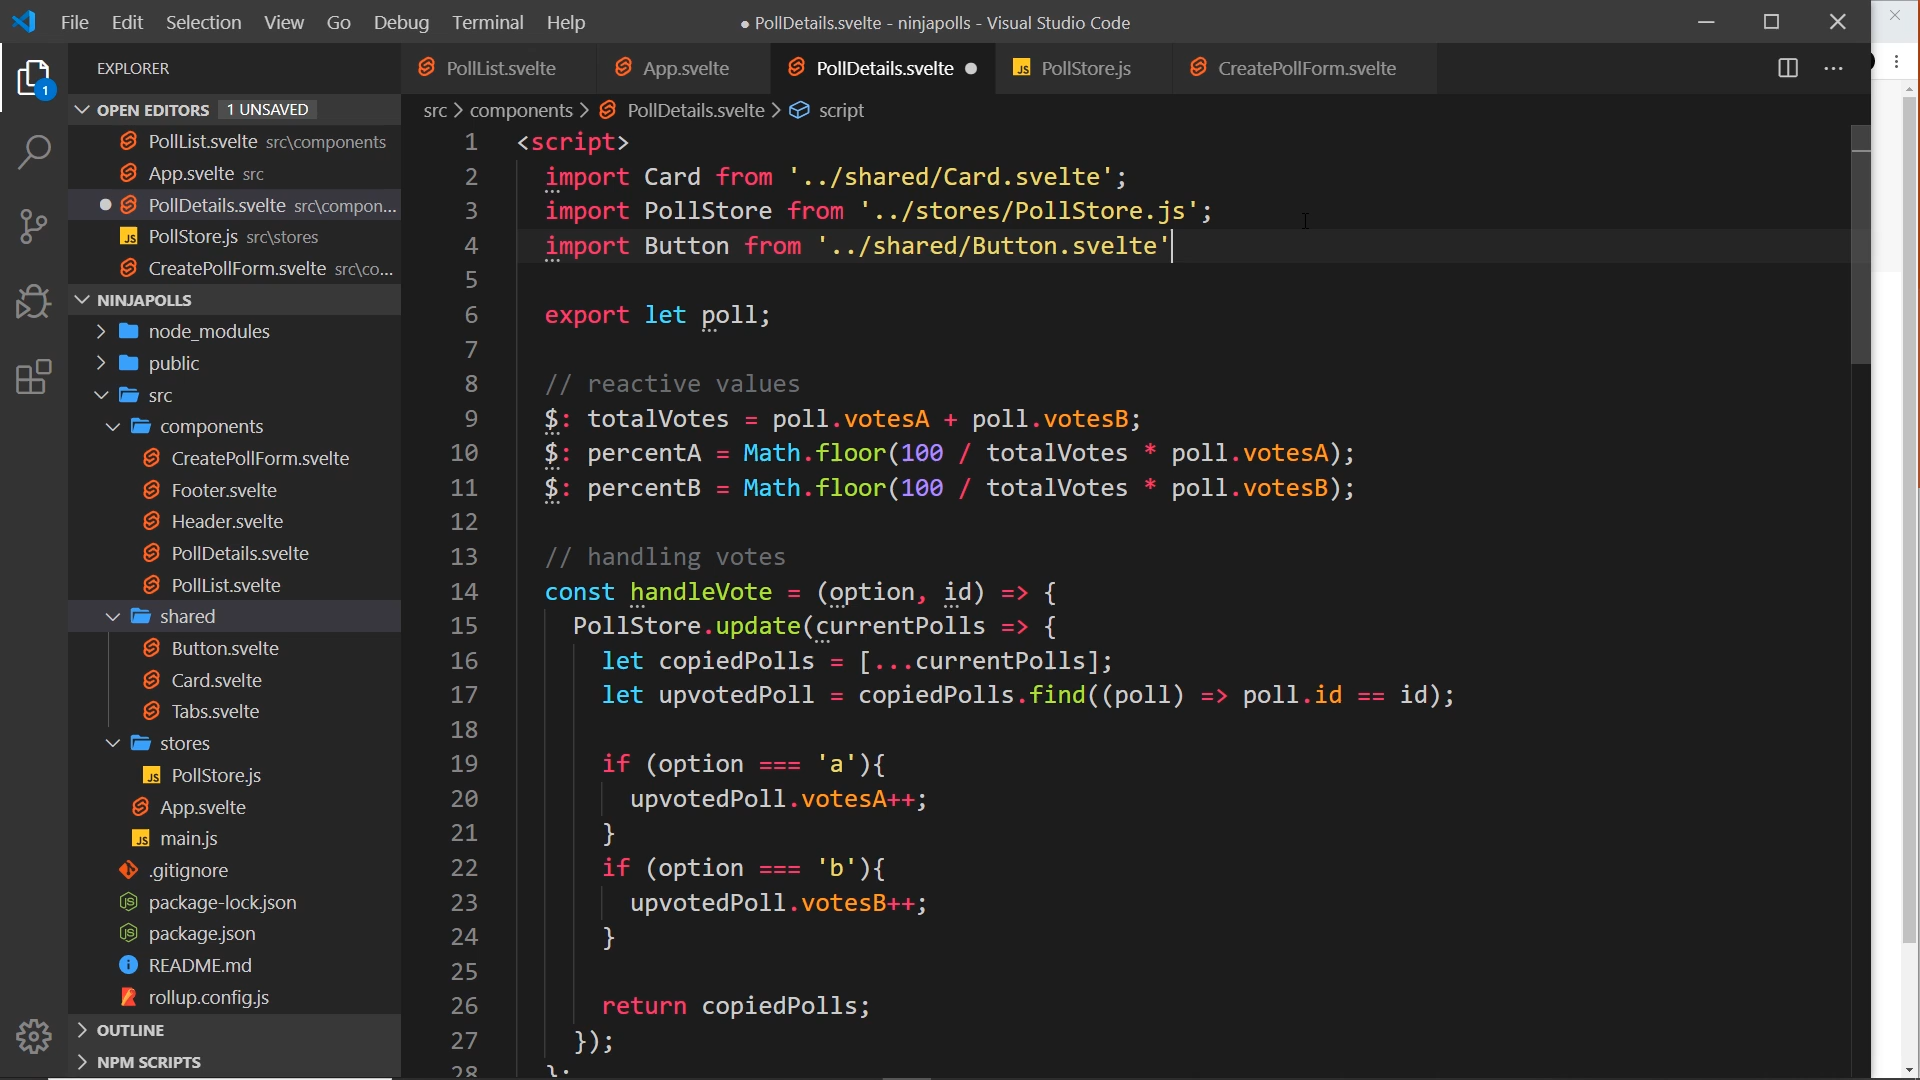 File Edit Selection View Go Debug Terminal Help
● PollDetails.svelte - ninjapolls - Visual Studio Code
EXPLORER
OPEN EDITORS 1 UNSAVED
PollList.svelte src\components
App.svelte src
PollDetails.svelte src\compon...
PollStore.js src\stores
CreatePollForm.svelte src\co...
NINJAPOLLS
node_modules
public
src
components
CreatePollForm.svelte
Footer.svelte
Header.svelte
PollDetails.svelte
PollList.svelte
shared
Button.svelte
Card.svelte
Tabs.svelte
stores
JS PollStore.js
App.svelte
JS main.js
.gitignore
package-lock.json
package.json
README.md
rollup.config.js
OUTLINE
NPM SCRIPTS
1
PollList.svelte App.svelte PollDetails.svelte JS PollStore.js CreatePollForm.svelte
src > components > PollDetails.svelte > script
1 <script>
2 import Card from '../shared/Card.svelte';
3 import PollStore from '../stores/PollStore.js';
4 import Button from '../shared/Button.svelte'
5
6 export let poll;
7
8 // reactive values
9 $: totalVotes = poll.votesA + poll.votesB;
10 $: percentA = Math.floor(100 / totalVotes * poll.votesA);
11 $: percentB = Math.floor(100 / totalVotes * poll.votesB);
12
13 // handling votes
14 const handleVote = (option, id) => {
15 PollStore.update(currentPolls => {
16 let copiedPolls = [...currentPolls];
17 let upvotedPoll = copiedPolls.find((poll) => poll.id == id);
18
19 if (option === 'a'){
20 upvotedPoll.votesA++;
21 }
22 if (option === 'b'){
23 upvotedPoll.votesB++;
24 }
25
26 return copiedPolls;
27 });
28 };